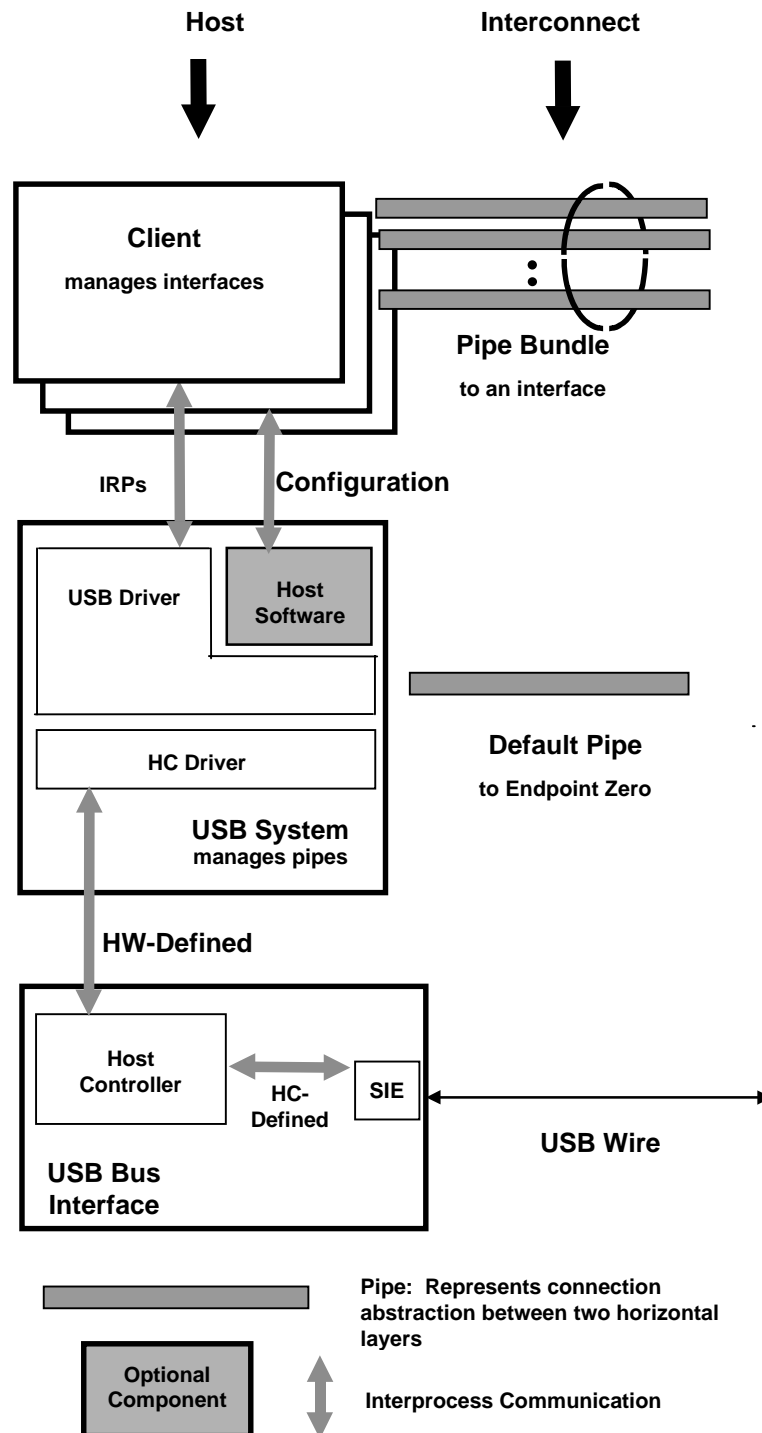 Host
Interconnect
Client
manages interfaces
Pipe Bundle
to an interface
IRPs
Configuration
USB Driver
Host
Software
HC Driver
Default Pipe
to Endpoint Zero
USB System
manages pipes
HW-Defined
Host
Controller
HC-
Defined
SIE
USB Wire
USB Bus
Interface
Pipe: Represents connection
abstraction between two horizontal
layers
Optional
Component
Interprocess Communication